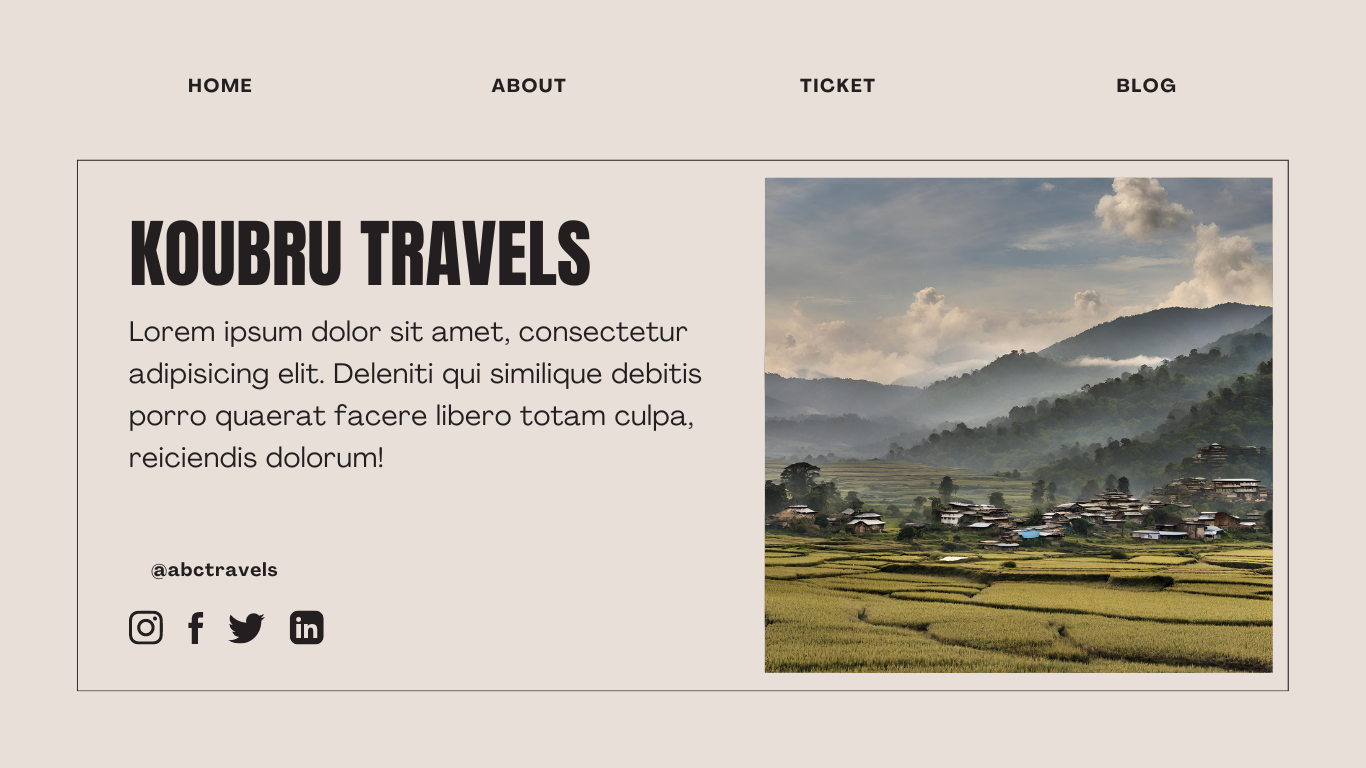 HOME
ABOUT
TICKET
BLOG
KOUBRU TRAVELS
Lorem ipsum dolor sit amet, consectetur
adipisicing elit. Deleniti qui similique debitis
porro quaerat facere libero totam culpa,
reiciendis dolorum!
@abctravels